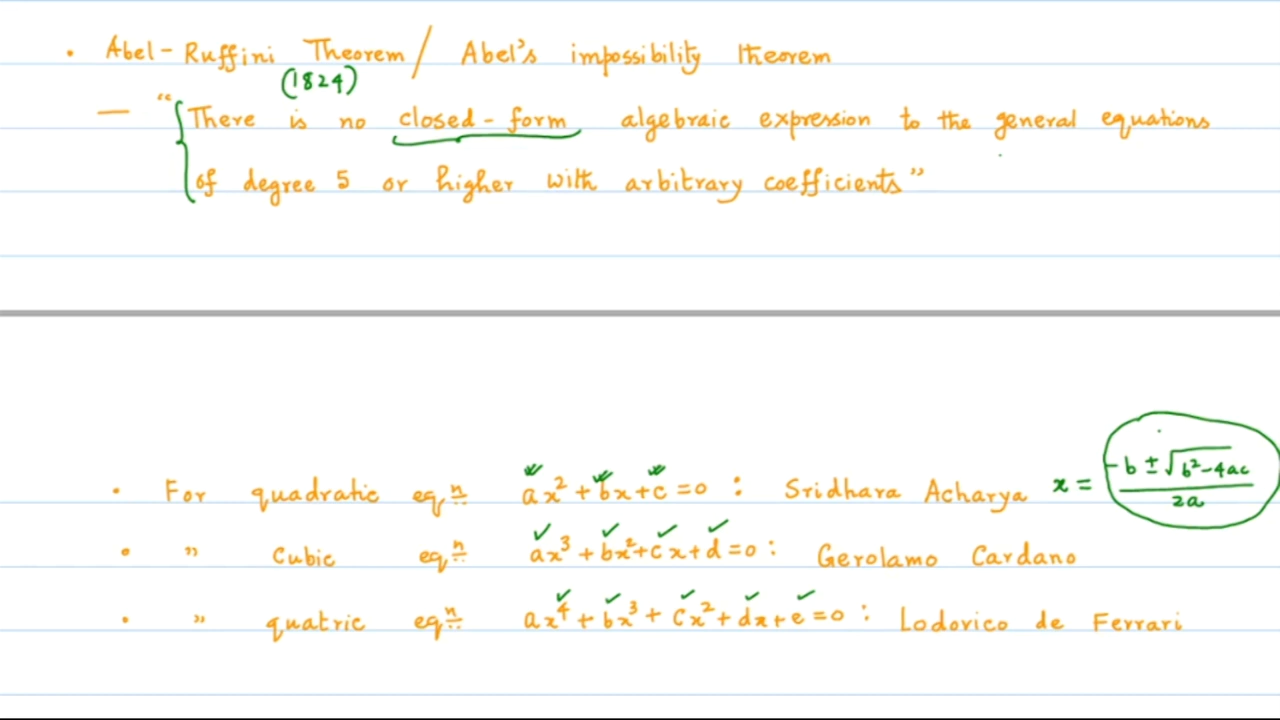 • Abel-Ruffini Theorem / Abel's impossibility theorem
(1824)
— "There is no closed-form algebraic expression to the general equations
of degree 5 or higher with arbitrary coefficients"
• For quadratic eqn ax² + bx + c = 0 : Sridhara Acharya x = -b ± √b²-4ac / 2a
• " Cubic eqn ax³ + bx² + cx + d = 0 : Gerolamo Cardano
• " quatric eqn ax⁴ + bx³ + cx² + dx + e = 0 : Lodorico de Ferrari